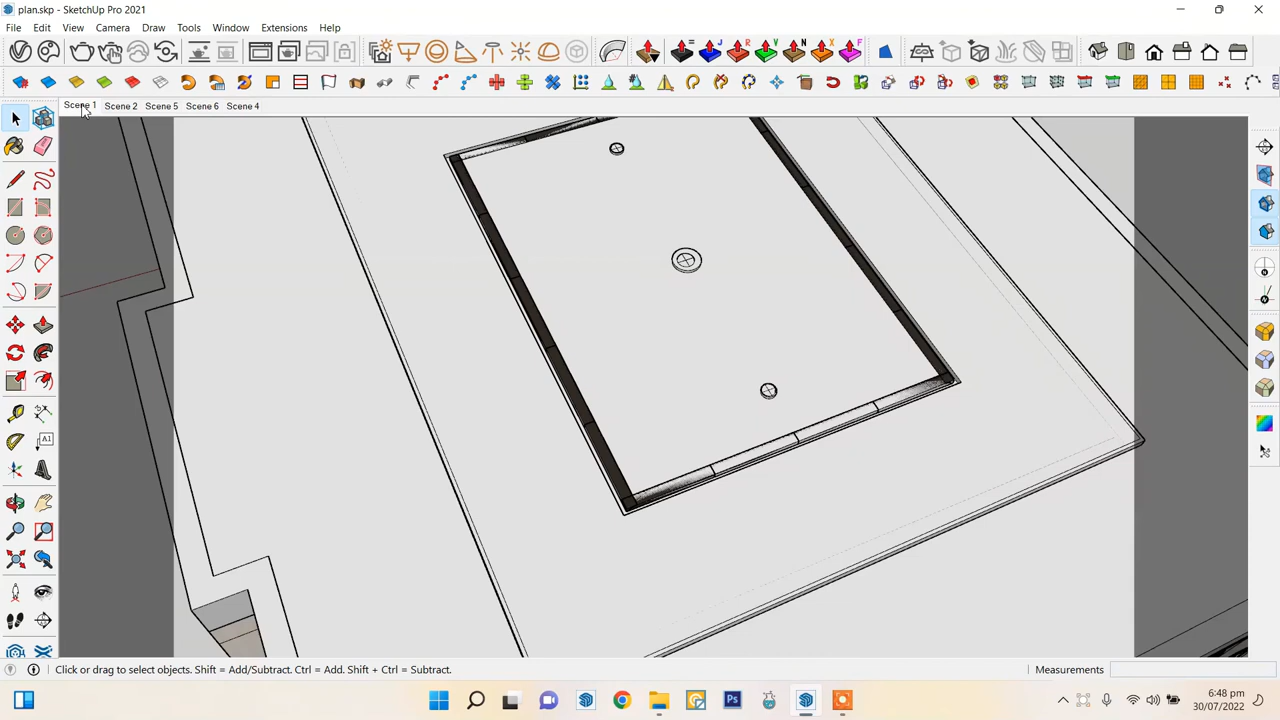 plan.skp - SketchUp Pro 2021
File Edit View Camera Draw Tools Window Extensions Help
Scene 1 Scene 2 Scene 5 Scene 6 Scene 4
A1
Click or drag to select objects. Shift = Add/Subtract. Ctrl = Add. Shift + Ctrl = Subtract.
Measurements
Ps
6:48 pm
30/07/2022